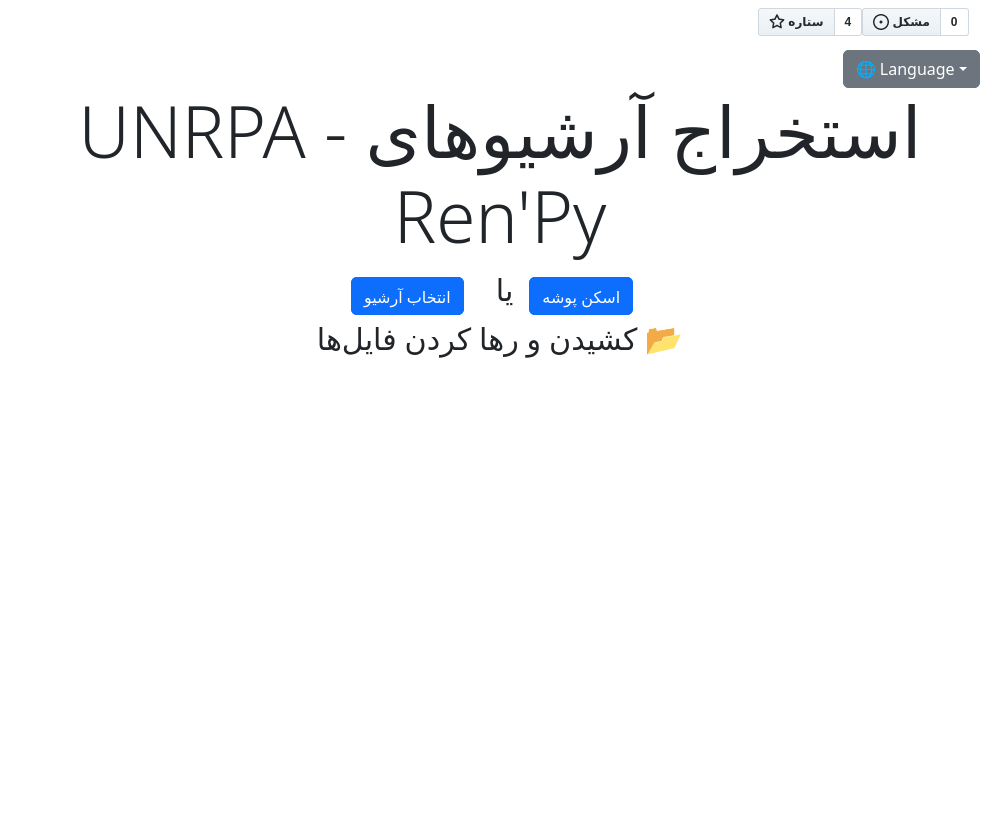 ستاره 4 مشکل 0
🌐 Language
UNRPA - استخراج آرشیوهای
Ren'Py
اسکن پوشه یا انتخاب آرشیو
📂 کشیدن و رها کردن فایل‌ها